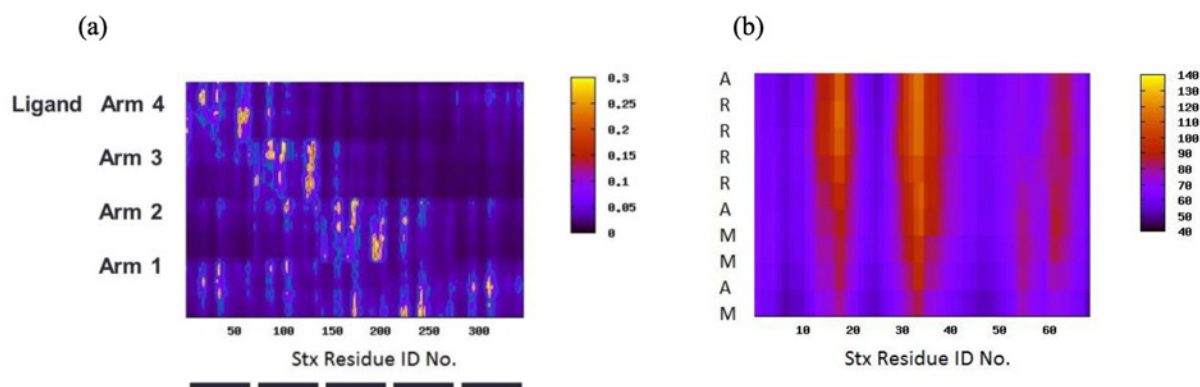 (a)
Ligand Arm 4
Arm 3
Arm 2
Arm 1
0.3
0.25
0.2
0.15
0.1
0.05
0
50 100 150 200 250 300
Stx Residue ID No.
(b)
A
R
R
R
R
A
M
M
A
M
140
130
120
110
100
90
80
70
60
50
40
10 20 30 40 50 60
Stx Residue ID No.